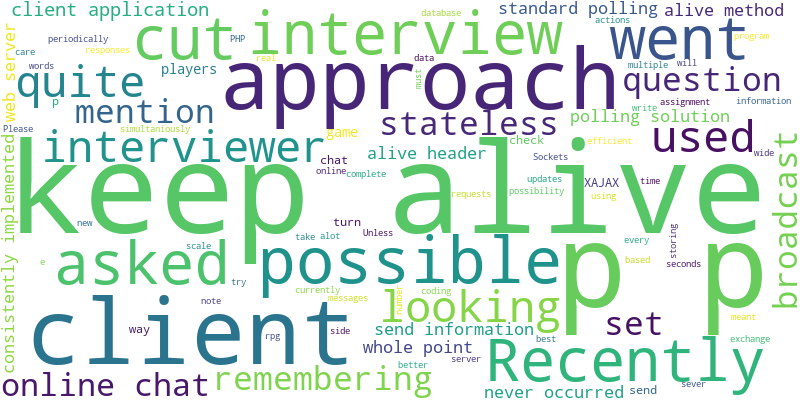 client application
database
standard polling
alive method
care
periodically
responses
PHP
actions
cut
interview
went
program
words
players
real
multiple
will
web server
quite
approach
question
p
data
must
mention
write
assignment
information
Please
simultaniously
game
stateless
polling solution
used
interviewer
chat
alive header
check
Sockets
efficient
wide
online
complete
updates
XAJAX
time
keep alive
requests
possibility
using
consistently implemented
new
turn
Unless
p p
every
storing
broadcast
scale
take
alot
asked
possible
seconds
e
try
currently
messages
number
coding
based
client
note
rpg
looking
set
meant
way
side
send information
whole point
better
server
Recently
best
exchange
online chat
remembering
never occurred
send
sever